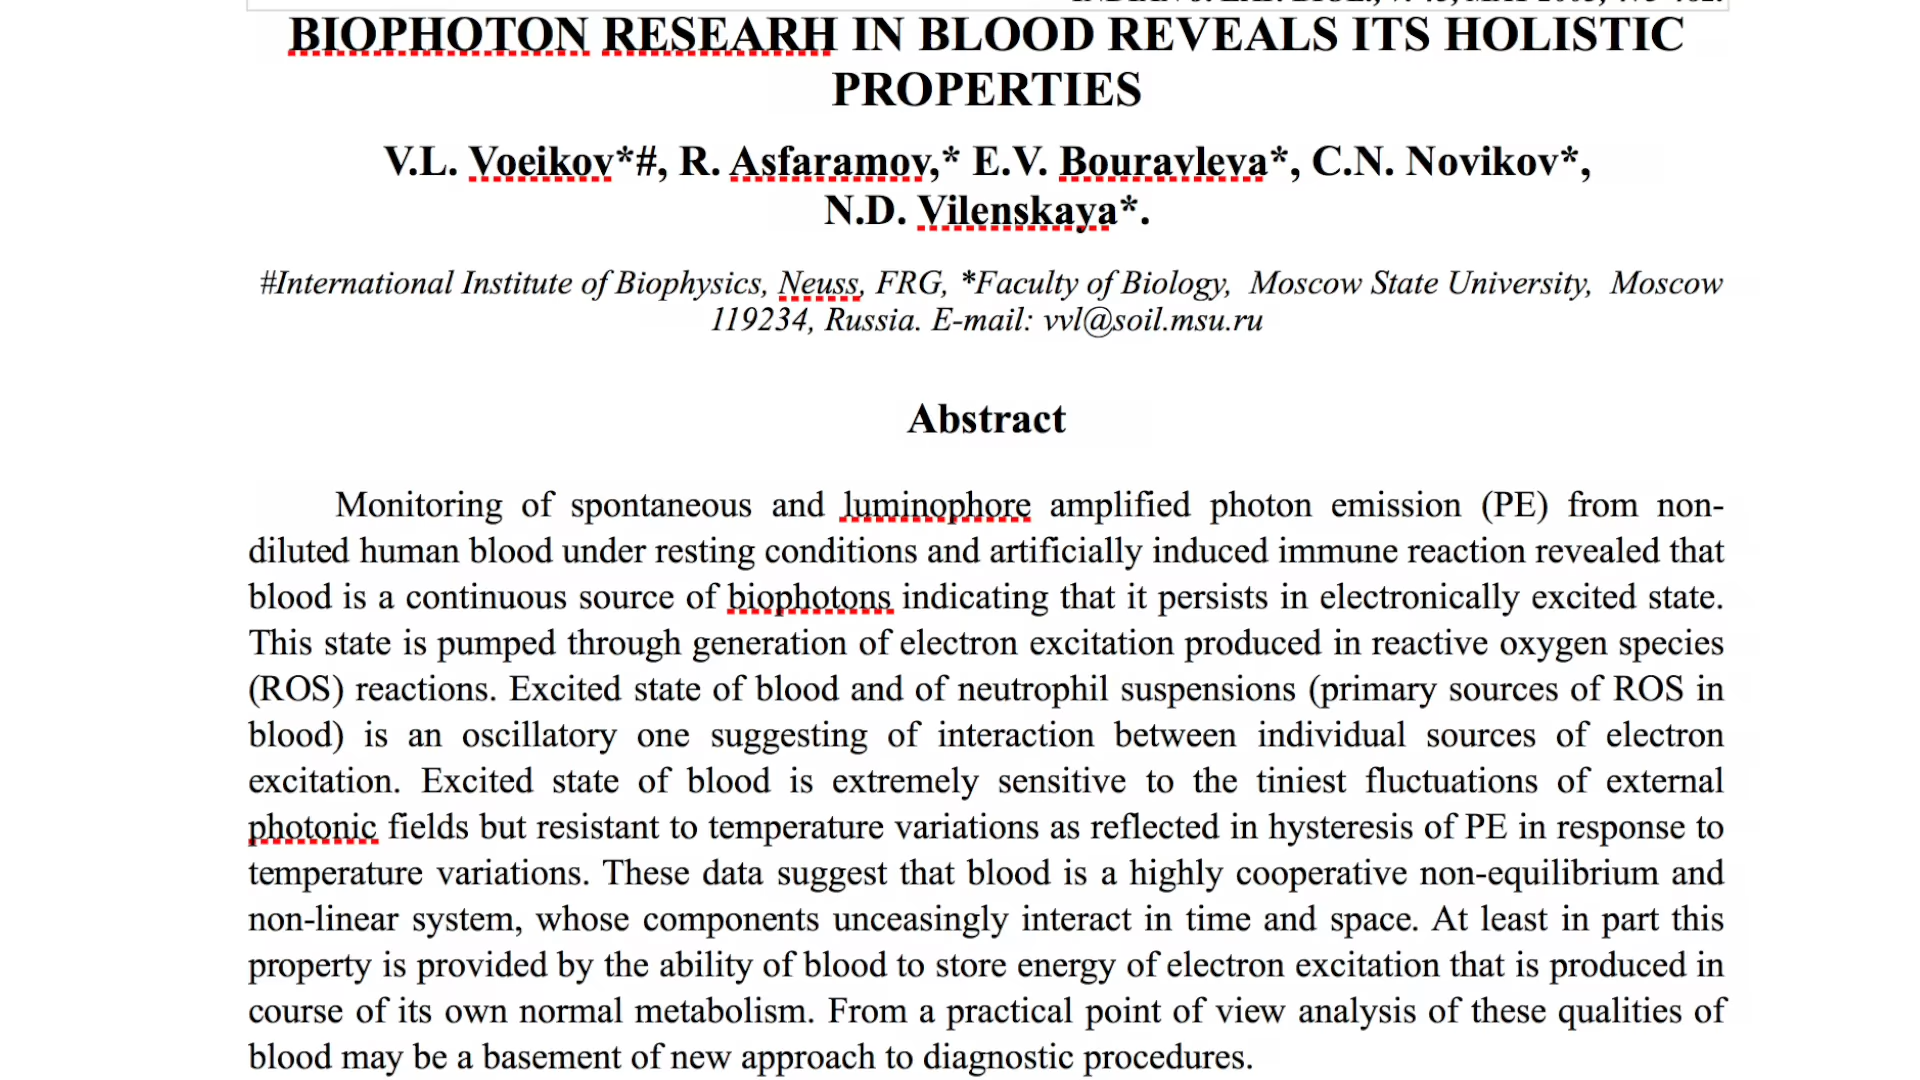 BIOPHOTON RESEARH IN BLOOD REVEALS ITS HOLISTIC
PROPERTIES
V.L. Voeikov*#, R. Asfaramov,* E.V. Bouravleva*, C.N. Novikov*,
N.D. Vilenskaya*.
#International Institute of Biophysics, Neuss, FRG, *Faculty of Biology, Moscow State University, Moscow
119234, Russia. E-mail: vvl@soil.msu.ru
Abstract
Monitoring of spontaneous and luminophore amplified photon emission (PE) from non-
diluted human blood under resting conditions and artificially induced immune reaction revealed that
blood is a continuous source of biophotons indicating that it persists in electronically excited state.
This state is pumped through generation of electron excitation produced in reactive oxygen species
(ROS) reactions. Excited state of blood and of neutrophil suspensions (primary sources of ROS in
blood) is an oscillatory one suggesting of interaction between individual sources of electron
excitation. Excited state of blood is extremely sensitive to the tiniest fluctuations of external
photonic fields but resistant to temperature variations as reflected in hysteresis of PE in response to
temperature variations. These data suggest that blood is a highly cooperative non-equilibrium and
non-linear system, whose components unceasingly interact in time and space. At least in part this
property is provided by the ability of blood to store energy of electron excitation that is produced in
course of its own normal metabolism. From a practical point of view analysis of these qualities of
blood may be a basement of new approach to diagnostic procedures.